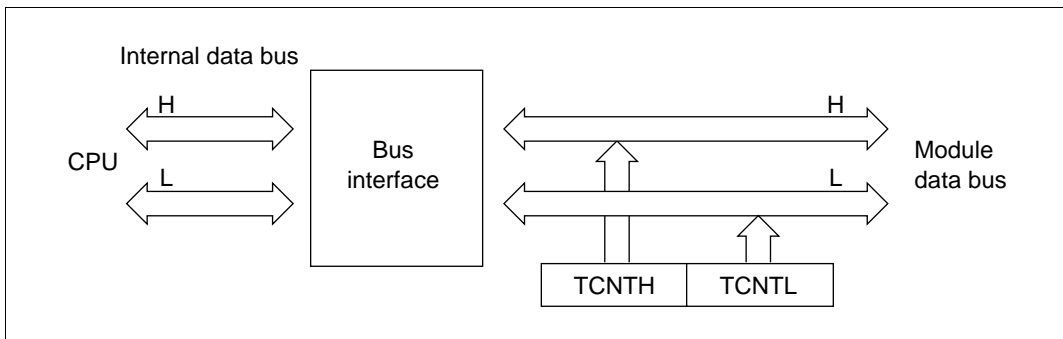 Internal data bus
H
H
CPU
Bus
interface
Module
data bus
L
L
TCNTH
TCNTL